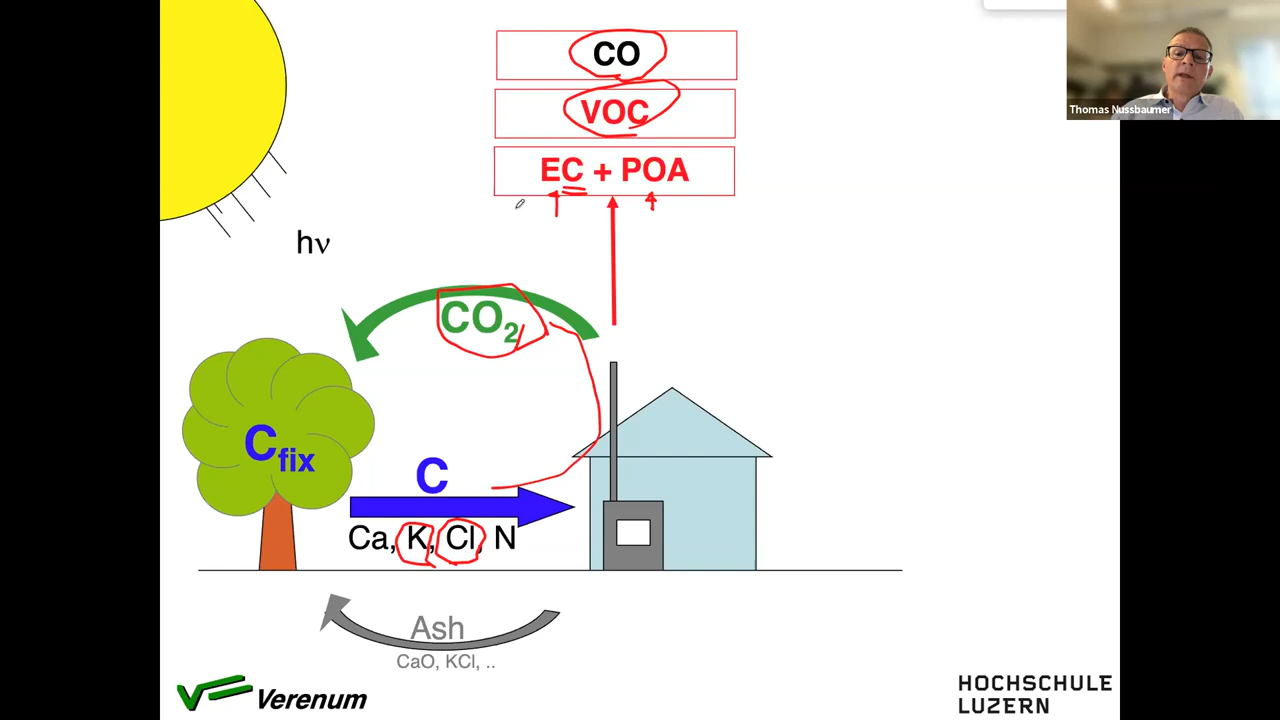 CO
VOC
EC + POA
Thomas Nussbaumer
hν
CO2
Cfix
C
Ca, K, Cl, N
Ash
CaO, KCl, ..
Verenum
HOCHSCHULE
LUZERN